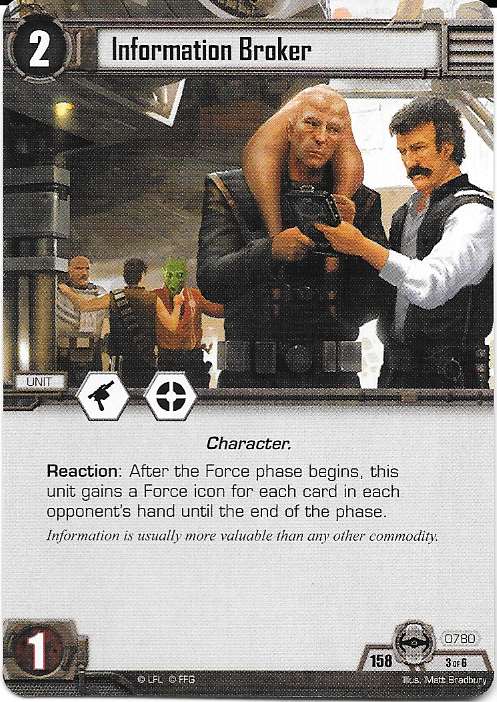 2
Information Broker
UNIT
Character.
Reaction: After the Force phase begins, this
unit gains a Force icon for each card in each
opponent's hand until the end of the phase.
Information is usually more valuable than any other commodity.
1
158
0780
3 OF 6
© LFL © FFG
Illus. Matt Bradbury